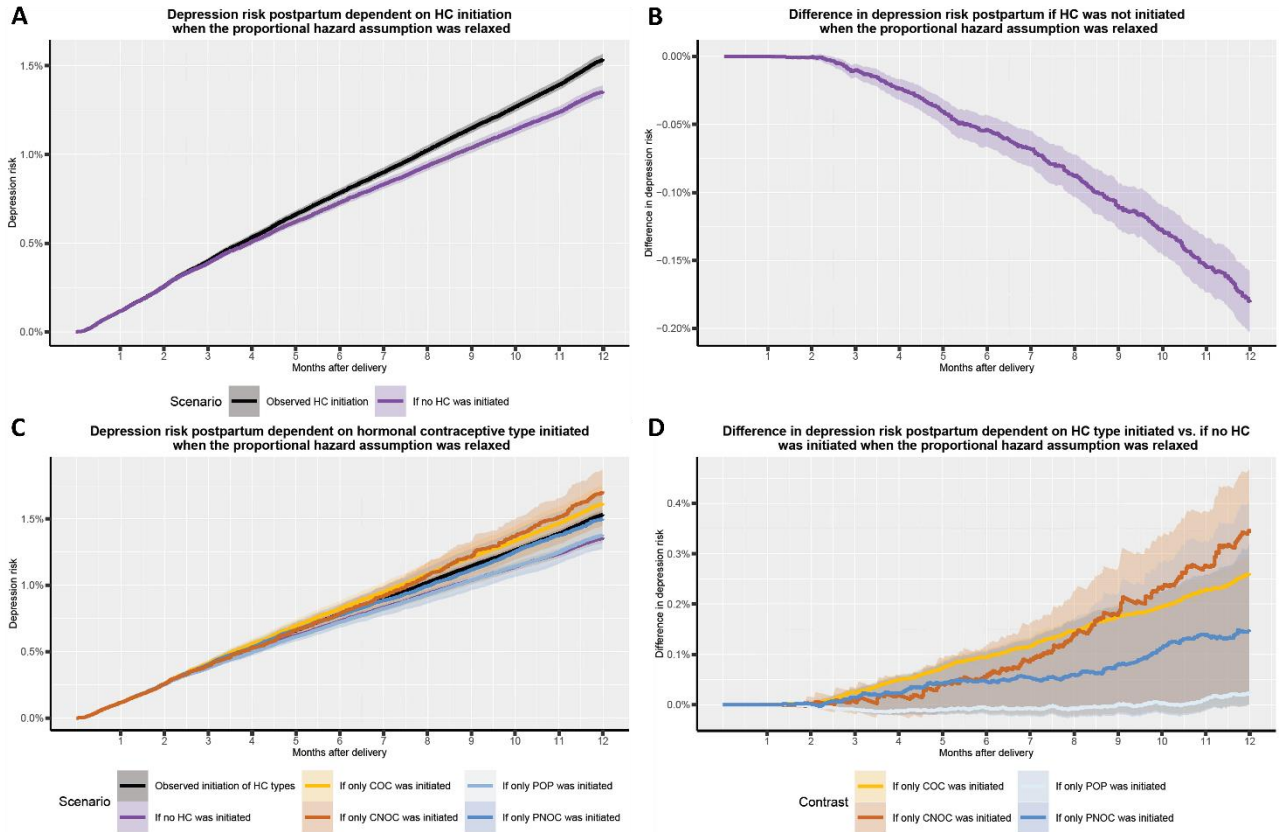 A
Depression risk postpartum dependent on HC initiation
when the proportional hazard assumption was relaxed
Depression risk
1.5%
1.0%
0.5%
0.0%
1 2 3 4 5 6 7 8 9 10 11 12
Months after delivery
Scenario Observed HC initiation If no HC was initiated
B
Difference in depression risk postpartum if HC was not initiated
when the proportional hazard assumption was relaxed
Difference in depression risk
0.00%
−0.05%
−0.10%
−0.15%
−0.20%
1 2 3 4 5 6 7 8 9 10 11 12
Months after delivery
C
Depression risk postpartum dependent on hormonal contraceptive type initiated
when the proportional hazard assumption was relaxed
Depression risk
1.5%
1.0%
0.5%
0.0%
1 2 3 4 5 6 7 8 9 10 11 12
Months after delivery
Scenario
Observed initiation of HC types If only COC was initiated If only POP was initiated
If no HC was initiated If only CNOC was initiated If only PNOC was initiated
D
Difference in depression risk postpartum dependent on HC type initiated vs. if no HC
was initiated when the proportional hazard assumption was relaxed
Difference in depression risk
0.4%
0.3%
0.2%
0.1%
0.0%
1 2 3 4 5 6 7 8 9 10 11 12
Months after delivery
Contrast
If only COC was initiated If only POP was initiated
If only CNOC was initiated If only PNOC was initiated